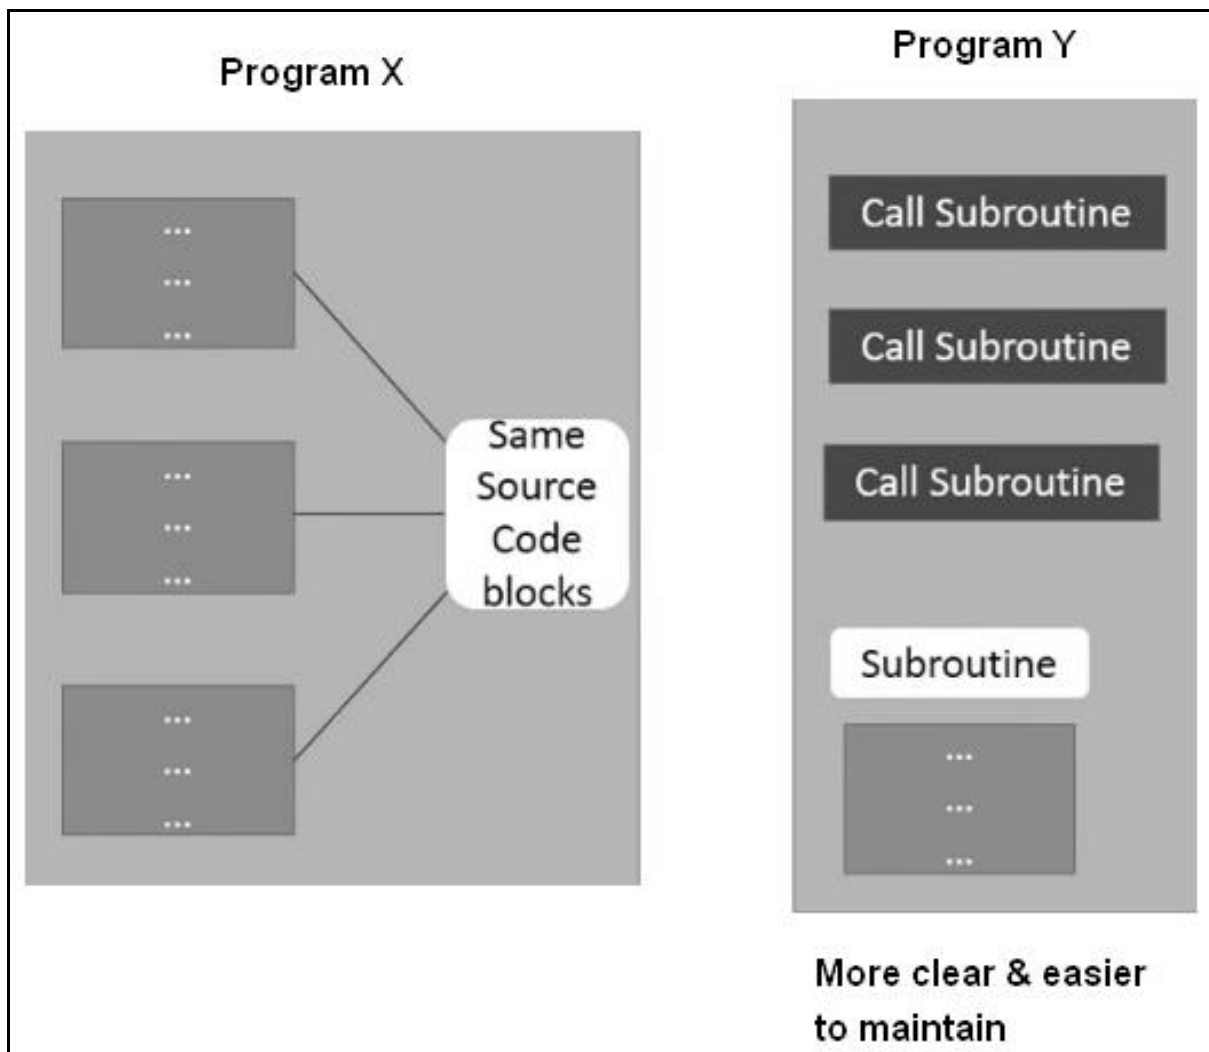 Program X
...
...
...
...
...
...
...
...
...
Same
Source
Code
blocks
Program Y
Call Subroutine
Call Subroutine
Call Subroutine
Subroutine
...
...
...
More clear & easier
to maintain